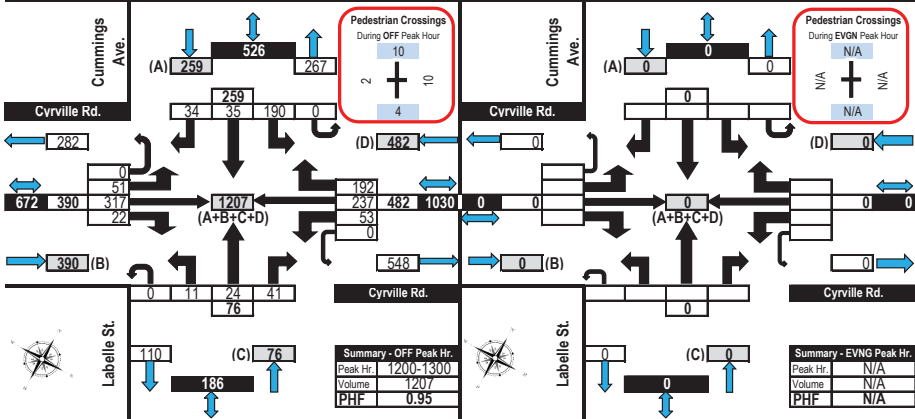 Cummings Ave.
526
(A) 259
267
Pedestrian Crossings
During OFF Peak Hour
10
2
10
4
Cyrville Rd.
259
34 35 190 0
282
(D) 482
0
51
672 390 317
22
1207
(A+B+C+D)
192
237 482 1030
53
0
390 (B)
548
0 11 24 41
76
Cyrville Rd.
Labelle St.
110
(C) 76
186
Summary - OFF Peak Hr.
Peak Hr. 1200-1300
Volume 1207
PHF 0.95
Cummings Ave.
0
(A) 0
0
Pedestrian Crossings
During EVGN Peak Hour
N/A
N/A
N/A
N/A
Cyrville Rd.
0
0
(D) 0
0 0
0
(A+B+C+D)
0 0
0 (B)
0
0
Cyrville Rd.
Labelle St.
0
(C) 0
0
Summary - EVNG Peak Hr.
Peak Hr. N/A
Volume N/A
PHF N/A